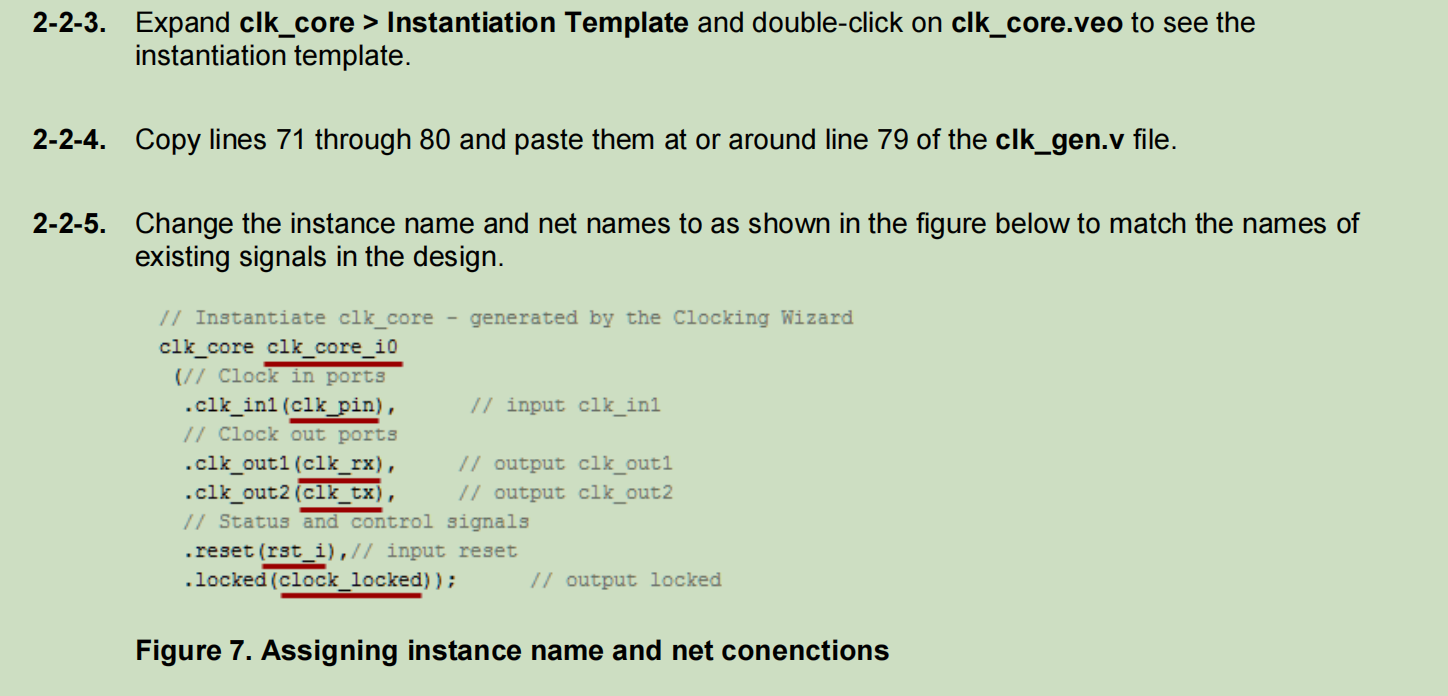 2-2-3. Expand clk_core > Instantiation Template and double-click on clk_core.veo to see the
instantiation template.
2-2-4. Copy lines 71 through 80 and paste them at or around line 79 of the clk_gen.v file.
2-2-5. Change the instance name and net names to as shown in the figure below to match the names of
existing signals in the design.
// Instantiate clk_core - generated by the Clocking Wizard
clk_core clk_core_i0
(// Clock in ports
.clk_in1(clk_pin), // input clk_in1
// Clock out ports
.clk_out1(clk_rx), // output clk_out1
.clk_out2(clk_tx), // output clk_out2
// Status and control signals
.reset(rst_i),// input reset
.locked(clock_locked)); // output locked
Figure 7. Assigning instance name and net conenctions